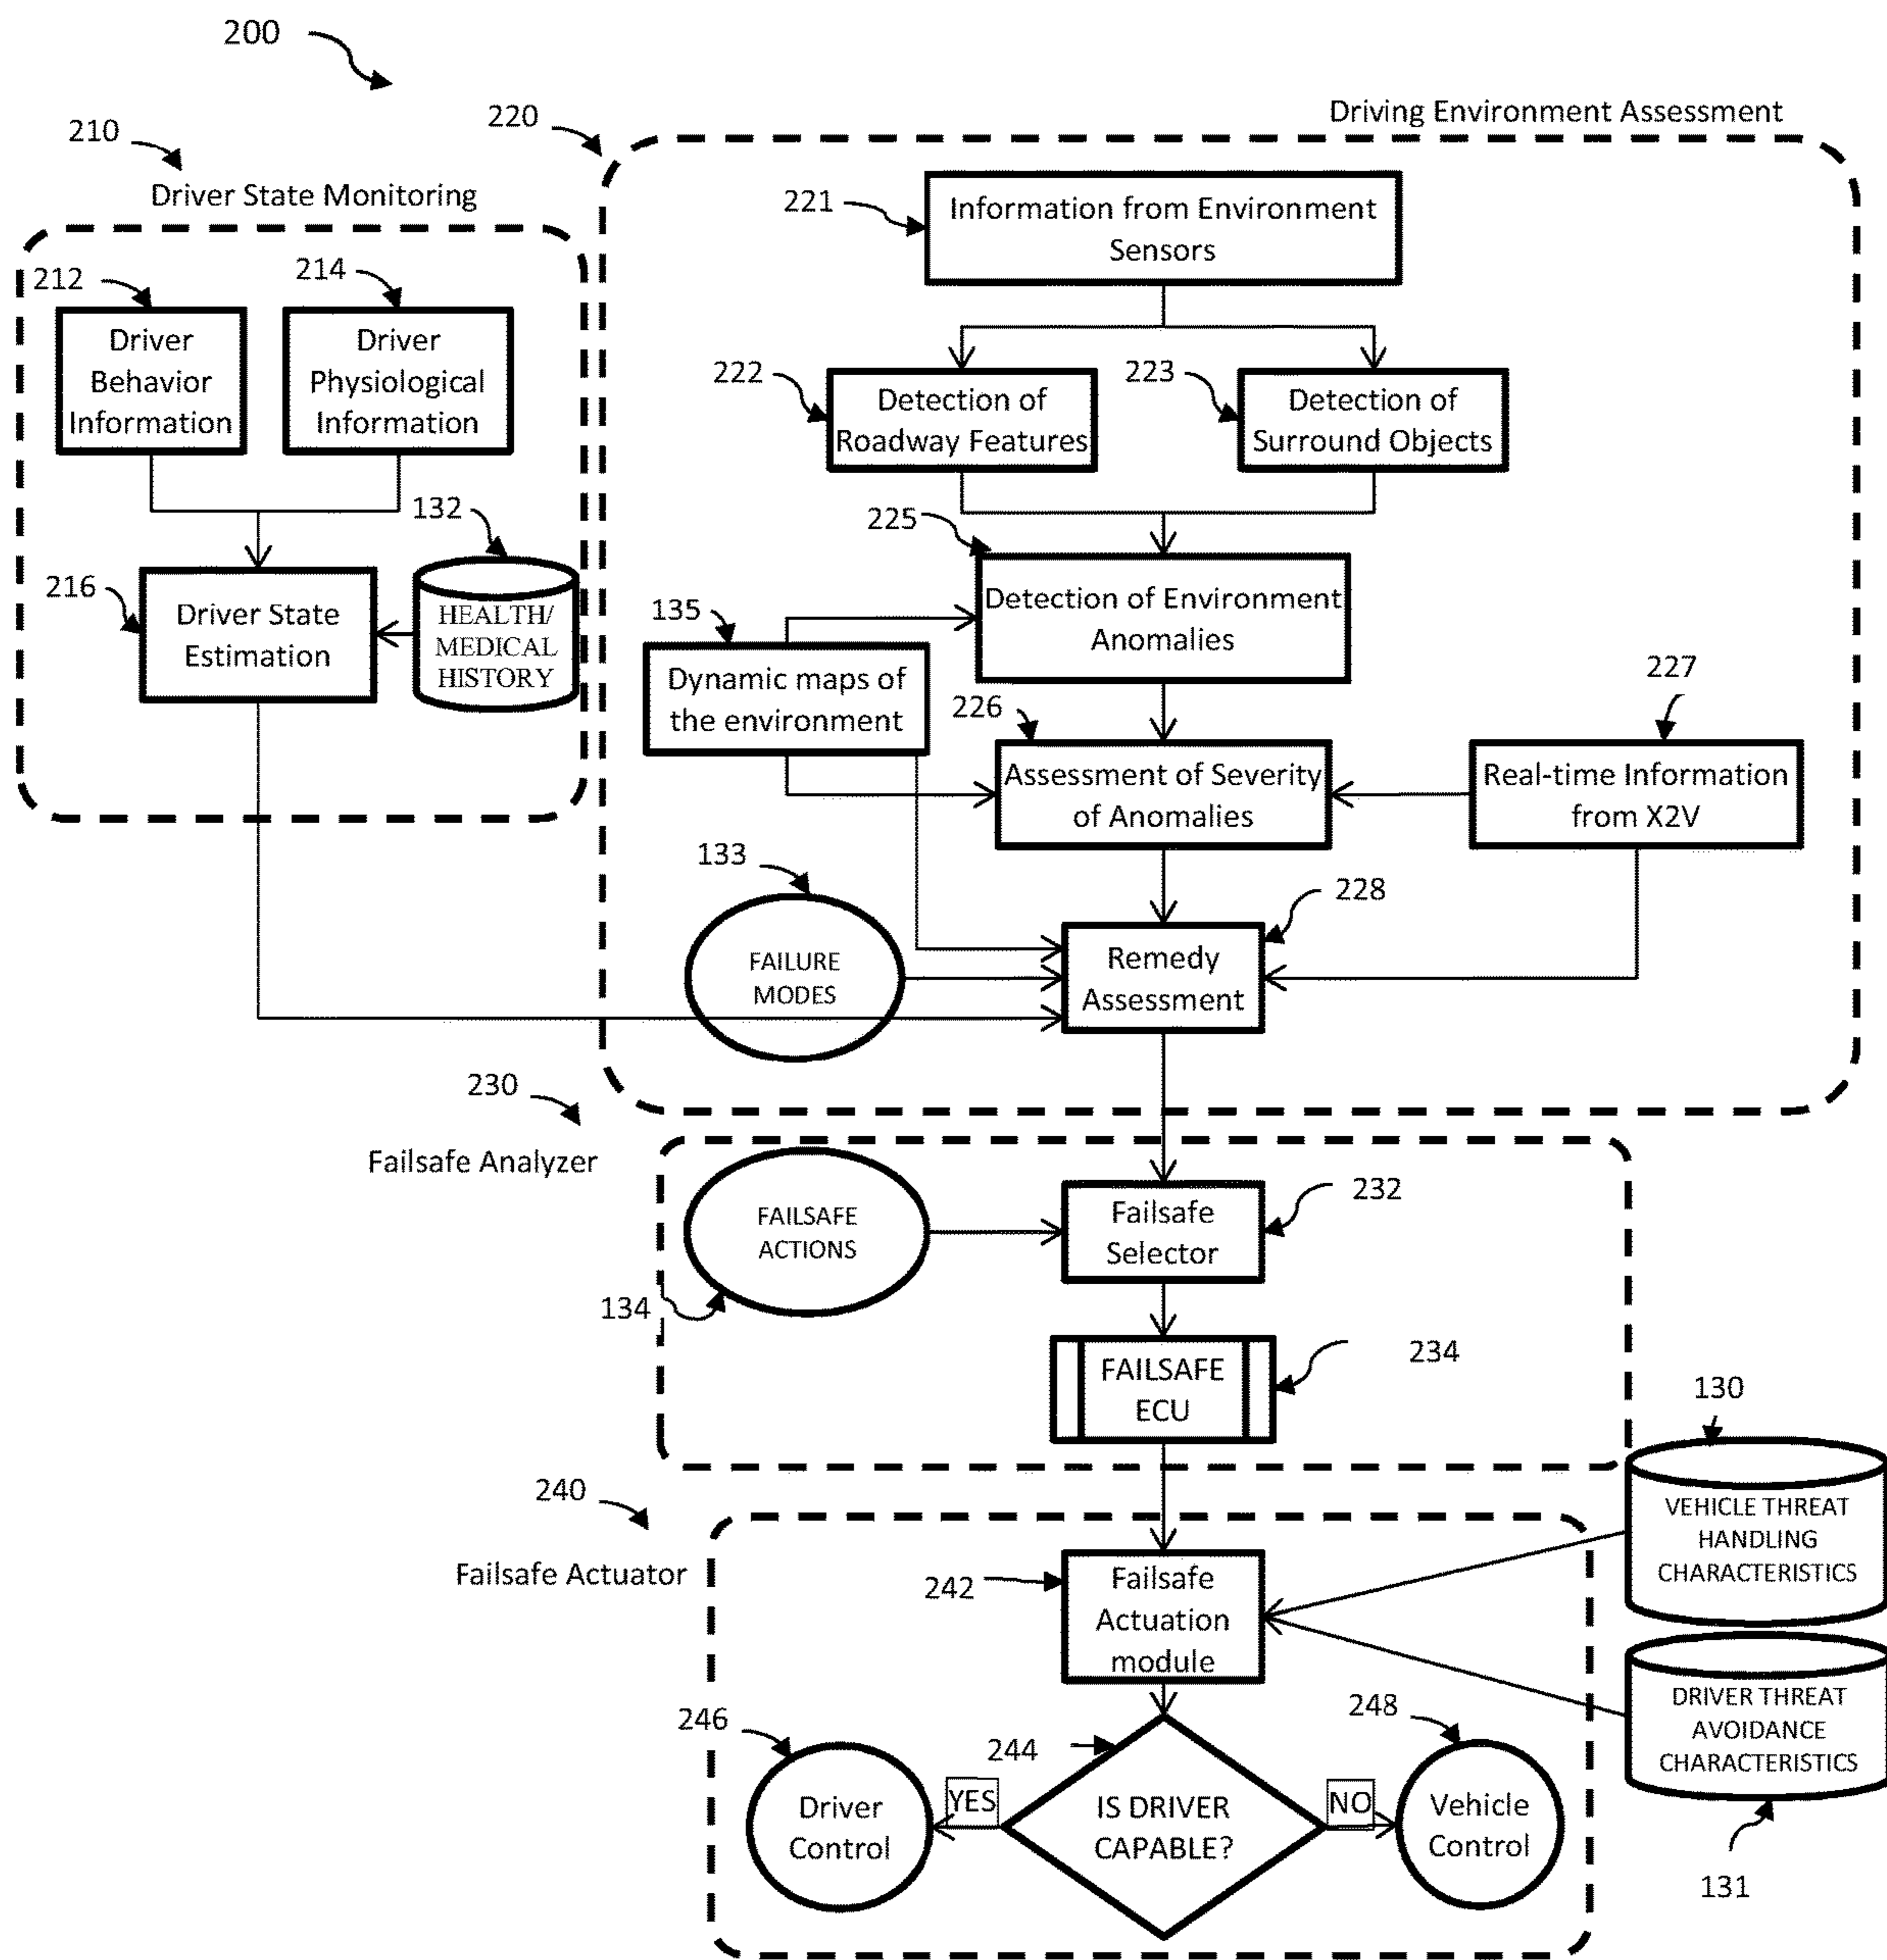 200
210
220
Driving Environment Assessment
Driver State Monitoring
221
Information from Environment
Sensors
212
214
Driver
Behavior
Information
Driver
Physiological
Information
222
Detection of
Roadway Features
223
Detection of
Surround Objects
132
216
Driver State
Estimation
HEALTH/
MEDICAL
HISTORY
225
Detection of Environment
Anomalies
135
Dynamic maps of
the environment
226
Assessment of Severity
of Anomalies
227
Real-time Information
from X2V
133
FAILURE
MODES
228
Remedy
Assessment
230
Failsafe Analyzer
FAILSAFE
ACTIONS
134
232
Failsafe
Selector
234
FAILSAFE
ECU
130
VEHICLE THREAT
HANDLING
CHARACTERISTICS
240
Failsafe Actuator
242
Failsafe
Actuation
module
DRIVER THREAT
AVOIDANCE
CHARACTERISTICS
131
246
Driver
Control
YES
244
IS DRIVER
CAPABLE?
NO
248
Vehicle
Control